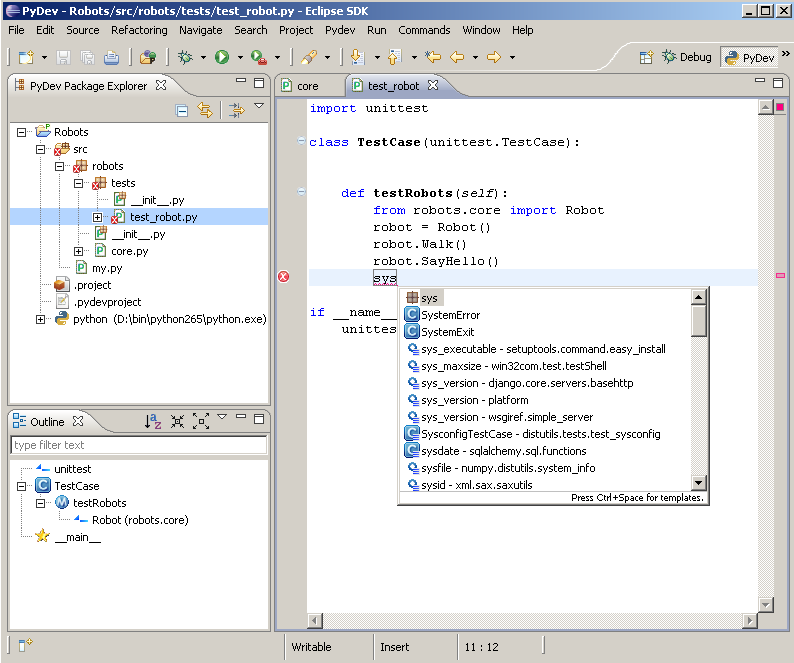 PyDev - Robots/src/robots/tests/test_robot.py - Eclipse SDK
File Edit Source Refactoring Navigate Search Project Pydev Run Commands Window Help
Debug PyDev »
PyDev Package Explorer
Robots
src
robots
tests
__init__.py
test_robot.py
__init__.py
core.py
my.py
.project
.pydevproject
python (D:\bin\python265\python.exe)
Outline
type filter text
unittest
TestCase
testRobots
Robot (robots.core)
__main__
core test_robot
import unittest
class TestCase(unittest.TestCase):
def testRobots(self):
from robots.core import Robot
robot = Robot()
robot.Walk()
robot.SayHello()
sys
if __name__
unittes
sys
SystemError
SystemExit
sys_executable - setuptools.command.easy_install
sys_maxsize - win32com.test.testShell
sys_version - django.core.servers.basehttp
sys_version - platform
sys_version - wsgiref.simple_server
SysconfigTestCase - distutils.tests.test_sysconfig
sysdate - sqlalchemy.sql.functions
sysfile - numpy.distutils.system_info
sysid - xml.sax.saxutils
Press Ctrl+Space for templates.
Writable Insert 11 : 12